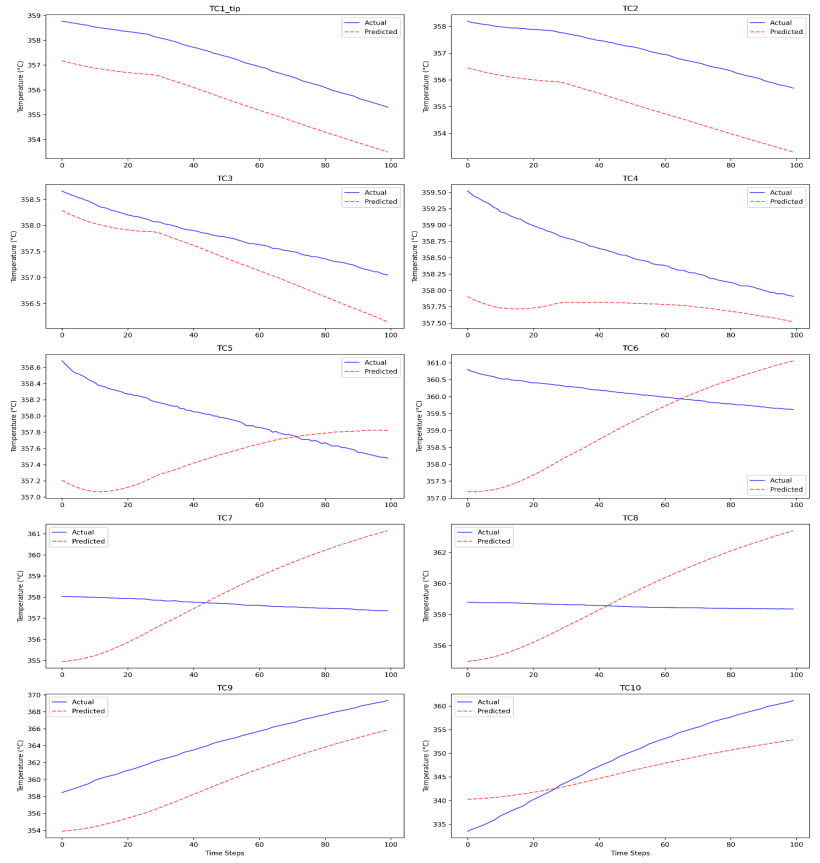 TC1_tip
Temperature (°C)
359
358
357
356
355
354
0 20 40 60 80 100
Actual
Predicted
TC2
Temperature (°C)
358
357
356
355
354
0 20 40 60 80 100
Actual
Predicted
TC3
Temperature (°C)
358.5
358.0
357.5
357.0
356.5
0 20 40 60 80 100
Actual
Predicted
TC4
Temperature (°C)
359.50
359.25
359.00
358.75
358.50
358.25
358.00
357.75
357.50
0 20 40 60 80 100
Actual
Predicted
TC5
Temperature (°C)
358.6
358.4
358.2
358.0
357.8
357.6
357.4
357.2
357.0
0 20 40 60 80 100
Actual
Predicted
TC6
Temperature (°C)
361.0
360.5
360.0
359.5
359.0
358.5
358.0
357.5
357.0
0 20 40 60 80 100
Actual
Predicted
TC7
Temperature (°C)
361
360
359
358
357
356
355
0 20 40 60 80 100
Actual
Predicted
TC8
Temperature (°C)
362
360
358
356
0 20 40 60 80 100
Actual
Predicted
TC9
Temperature (°C)
370
368
366
364
362
360
358
356
354
0 20 40 60 80 100
Time Steps
Actual
Predicted
TC10
Temperature (°C)
360
355
350
345
340
335
0 20 40 60 80 100
Time Steps
Actual
Predicted